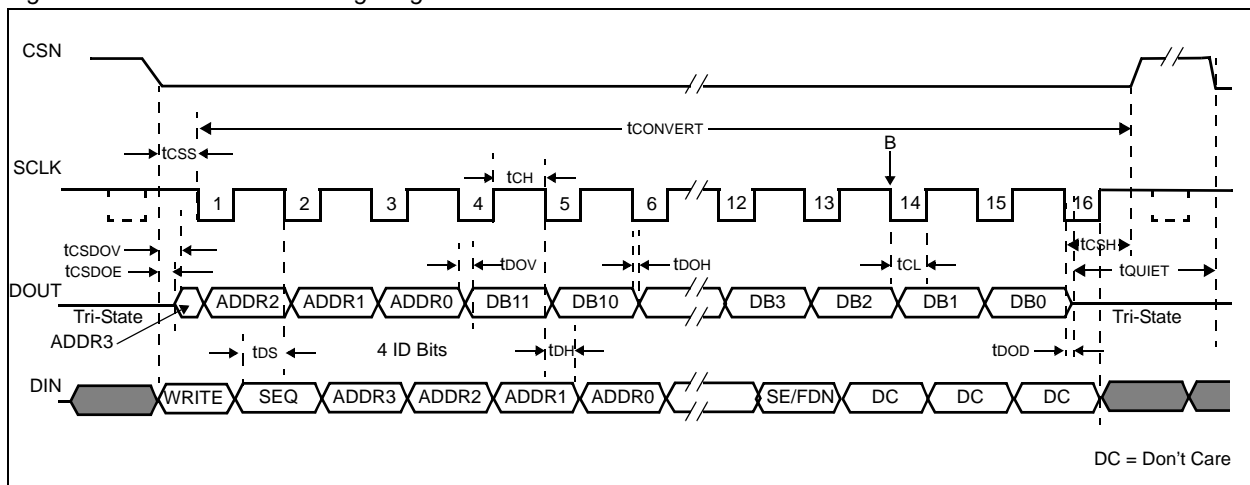 CSN
tCONVERT
tCSS
B
SCLK
tCH
1 2 3 4 5 6 12 13 14 15 16
tCSH
tCSDOV
tDOV
tDOH
tCL
tQUIET
tCSDOE
DOUT
ADDR2 ADDR1 ADDR0 DB11 DB10 DB3 DB2 DB1 DB0
Tri-State
Tri-State
ADDR3
tDS
4 ID Bits
tDH
tDOD
DIN
WRITE SEQ ADDR3 ADDR2 ADDR1 ADDR0 SE/FDN DC DC DC
DC = Don't Care